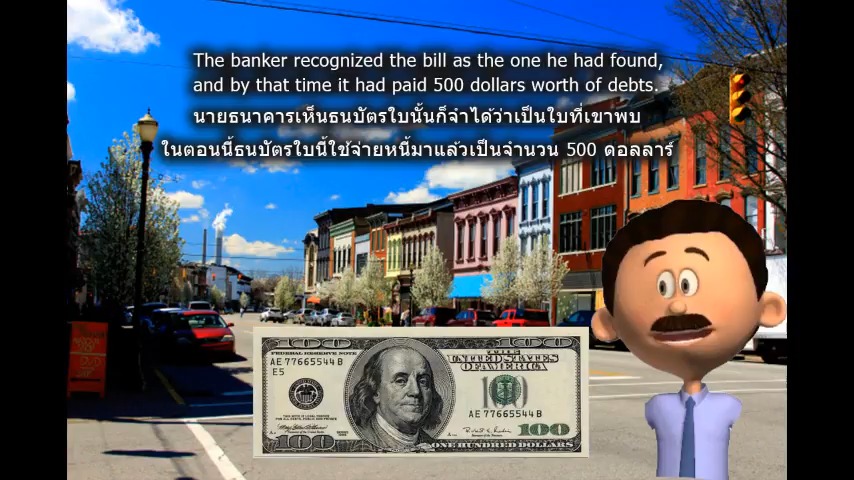 The banker recognized the bill as the one he had found,
and by that time it had paid 500 dollars worth of debts.
นายธนาคารเห็นธนบัตรใบนั้นก็จำได้ว่าเป็นใบที่เขาพบ
ในตอนนี้ธนบัตรใบนี้ใช้จ่ายหนี้มาแล้วเป็นจำนวน 500 ดอลลาร์
100 100
FEDERAL RESERVE NOTE
THE
UNITED STATES
OF AMERICA
AE 77665544 B
E5
100
AE 77665544 B
100
100
ONE HUNDRED DOLLARS